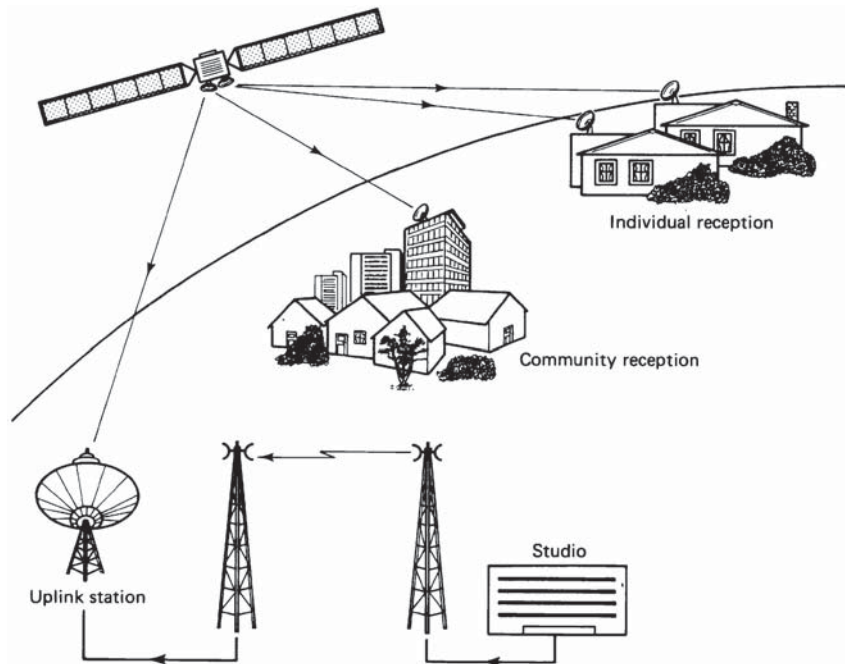 Individual reception
Community reception
Studio
Uplink station